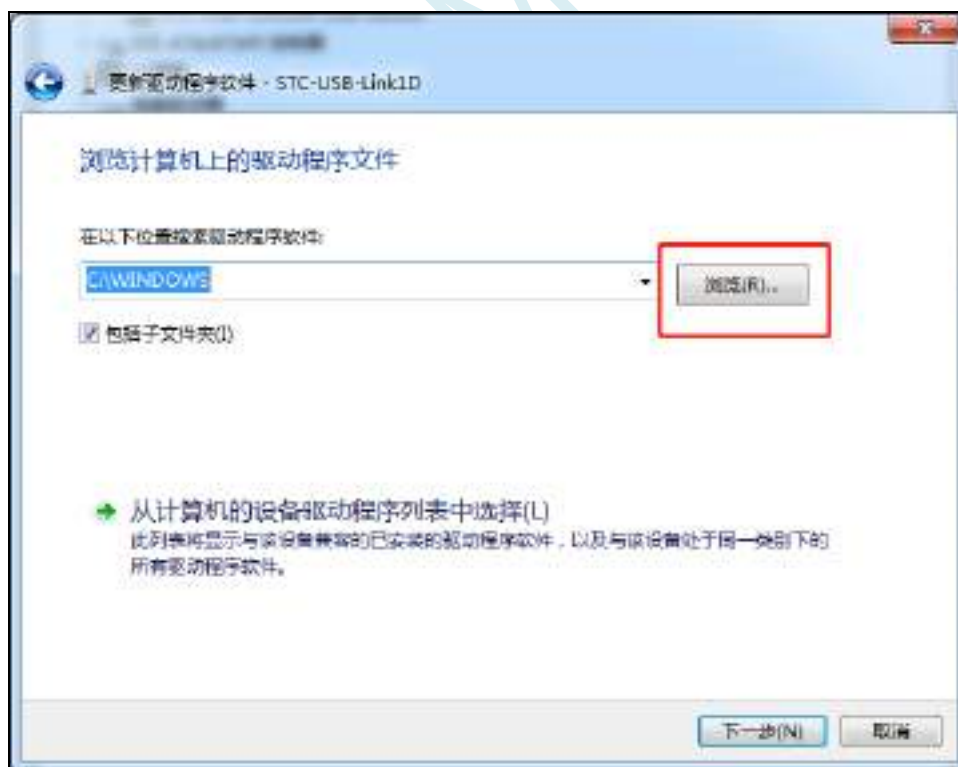 更新驱动程序软件 - STC-USB-Link1D
浏览计算机上的驱动程序文件
在以下位置搜索驱动程序软件:
C:\WINDOWS
浏览(R)...
包括子文件夹(I)
从计算机的设备驱动程序列表中选择(L)
此列表将显示与该设备兼容的已安装的驱动程序软件，以及与该设备处于同一类别下的
所有驱动程序软件。
下一步(N)
取消